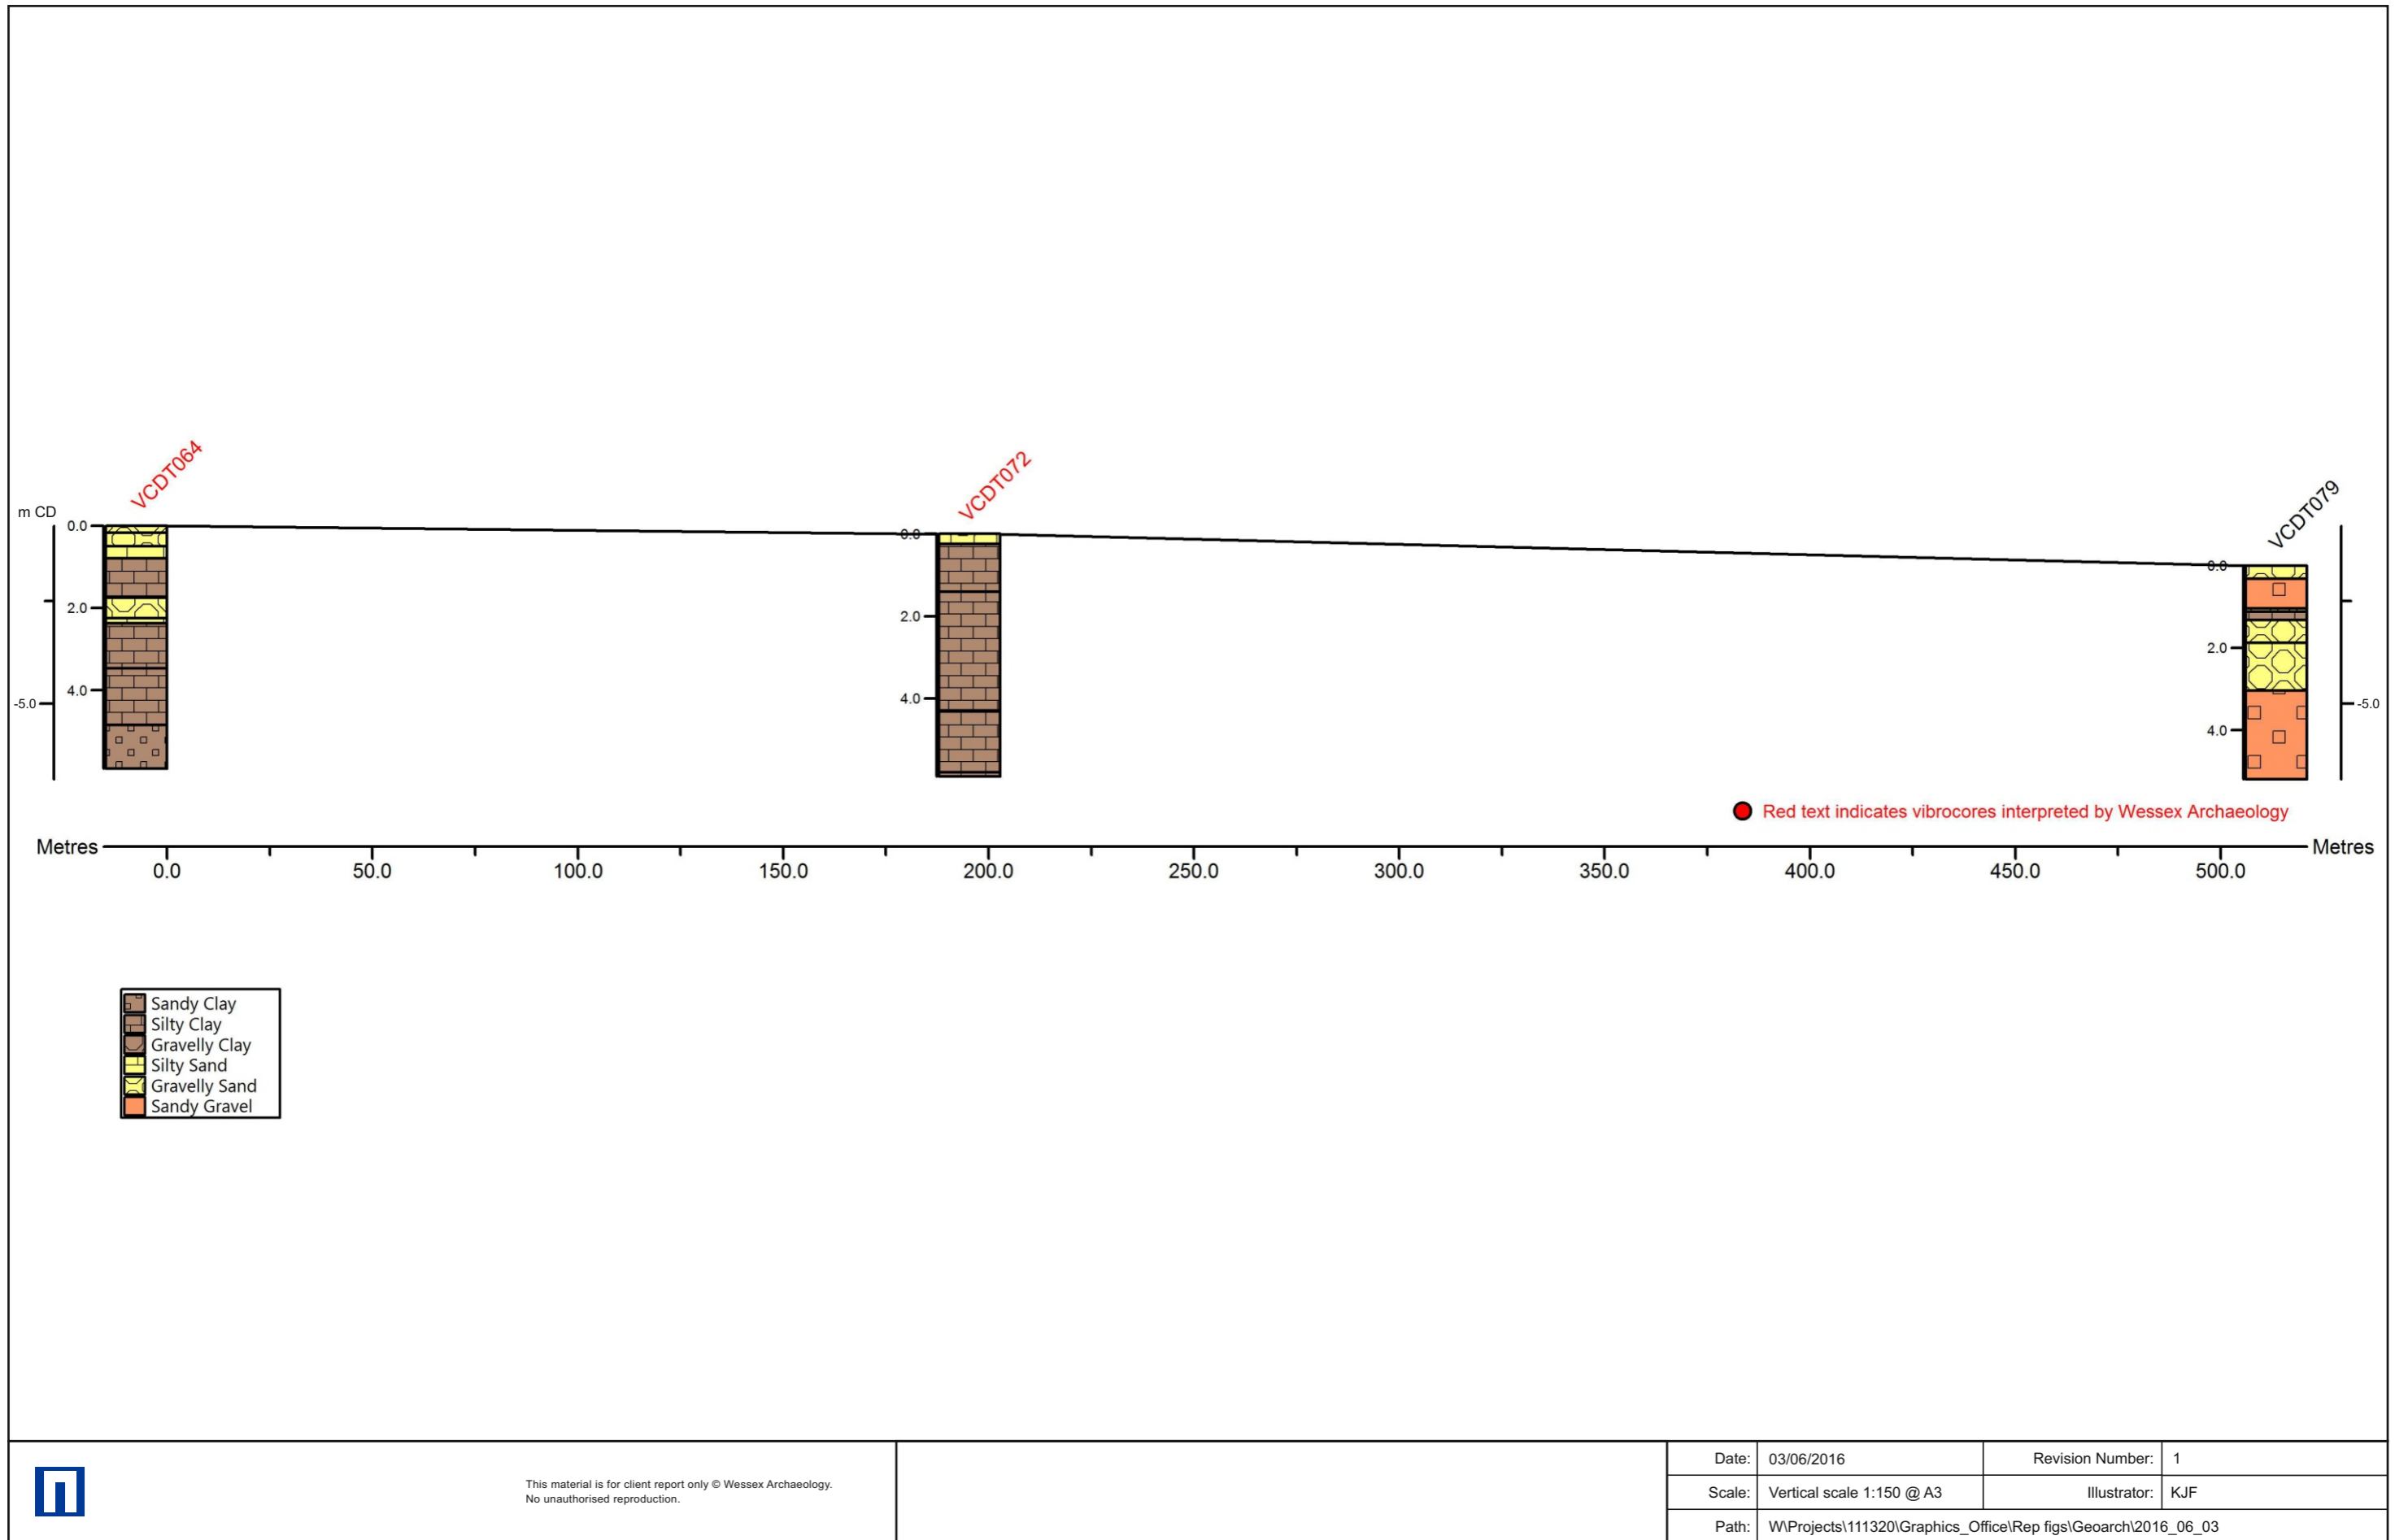 VCDT064
VCDT072
VCDT079
m CD
0.0
2.0
4.0
-5.0
0.0
2.0
4.0
0.0
2.0
4.0
-5.0
Red text indicates vibrocores interpreted by Wessex Archaeology
Metres
Metres
0.0 50.0 100.0 150.0 200.0 250.0 300.0 350.0 400.0 450.0 500.0
Sandy Clay
Silty Clay
Gravelly Clay
Silty Sand
Gravelly Sand
Sandy Gravel
This material is for client report only © Wessex Archaeology.
No unauthorised reproduction.
Date: 03/06/2016 Revision Number: 1
Scale: Vertical scale 1:150 @ A3 Illustrator: KJF
Path: W\Projects\111320\Graphics_Office\Rep figs\Geoarch\2016_06_03